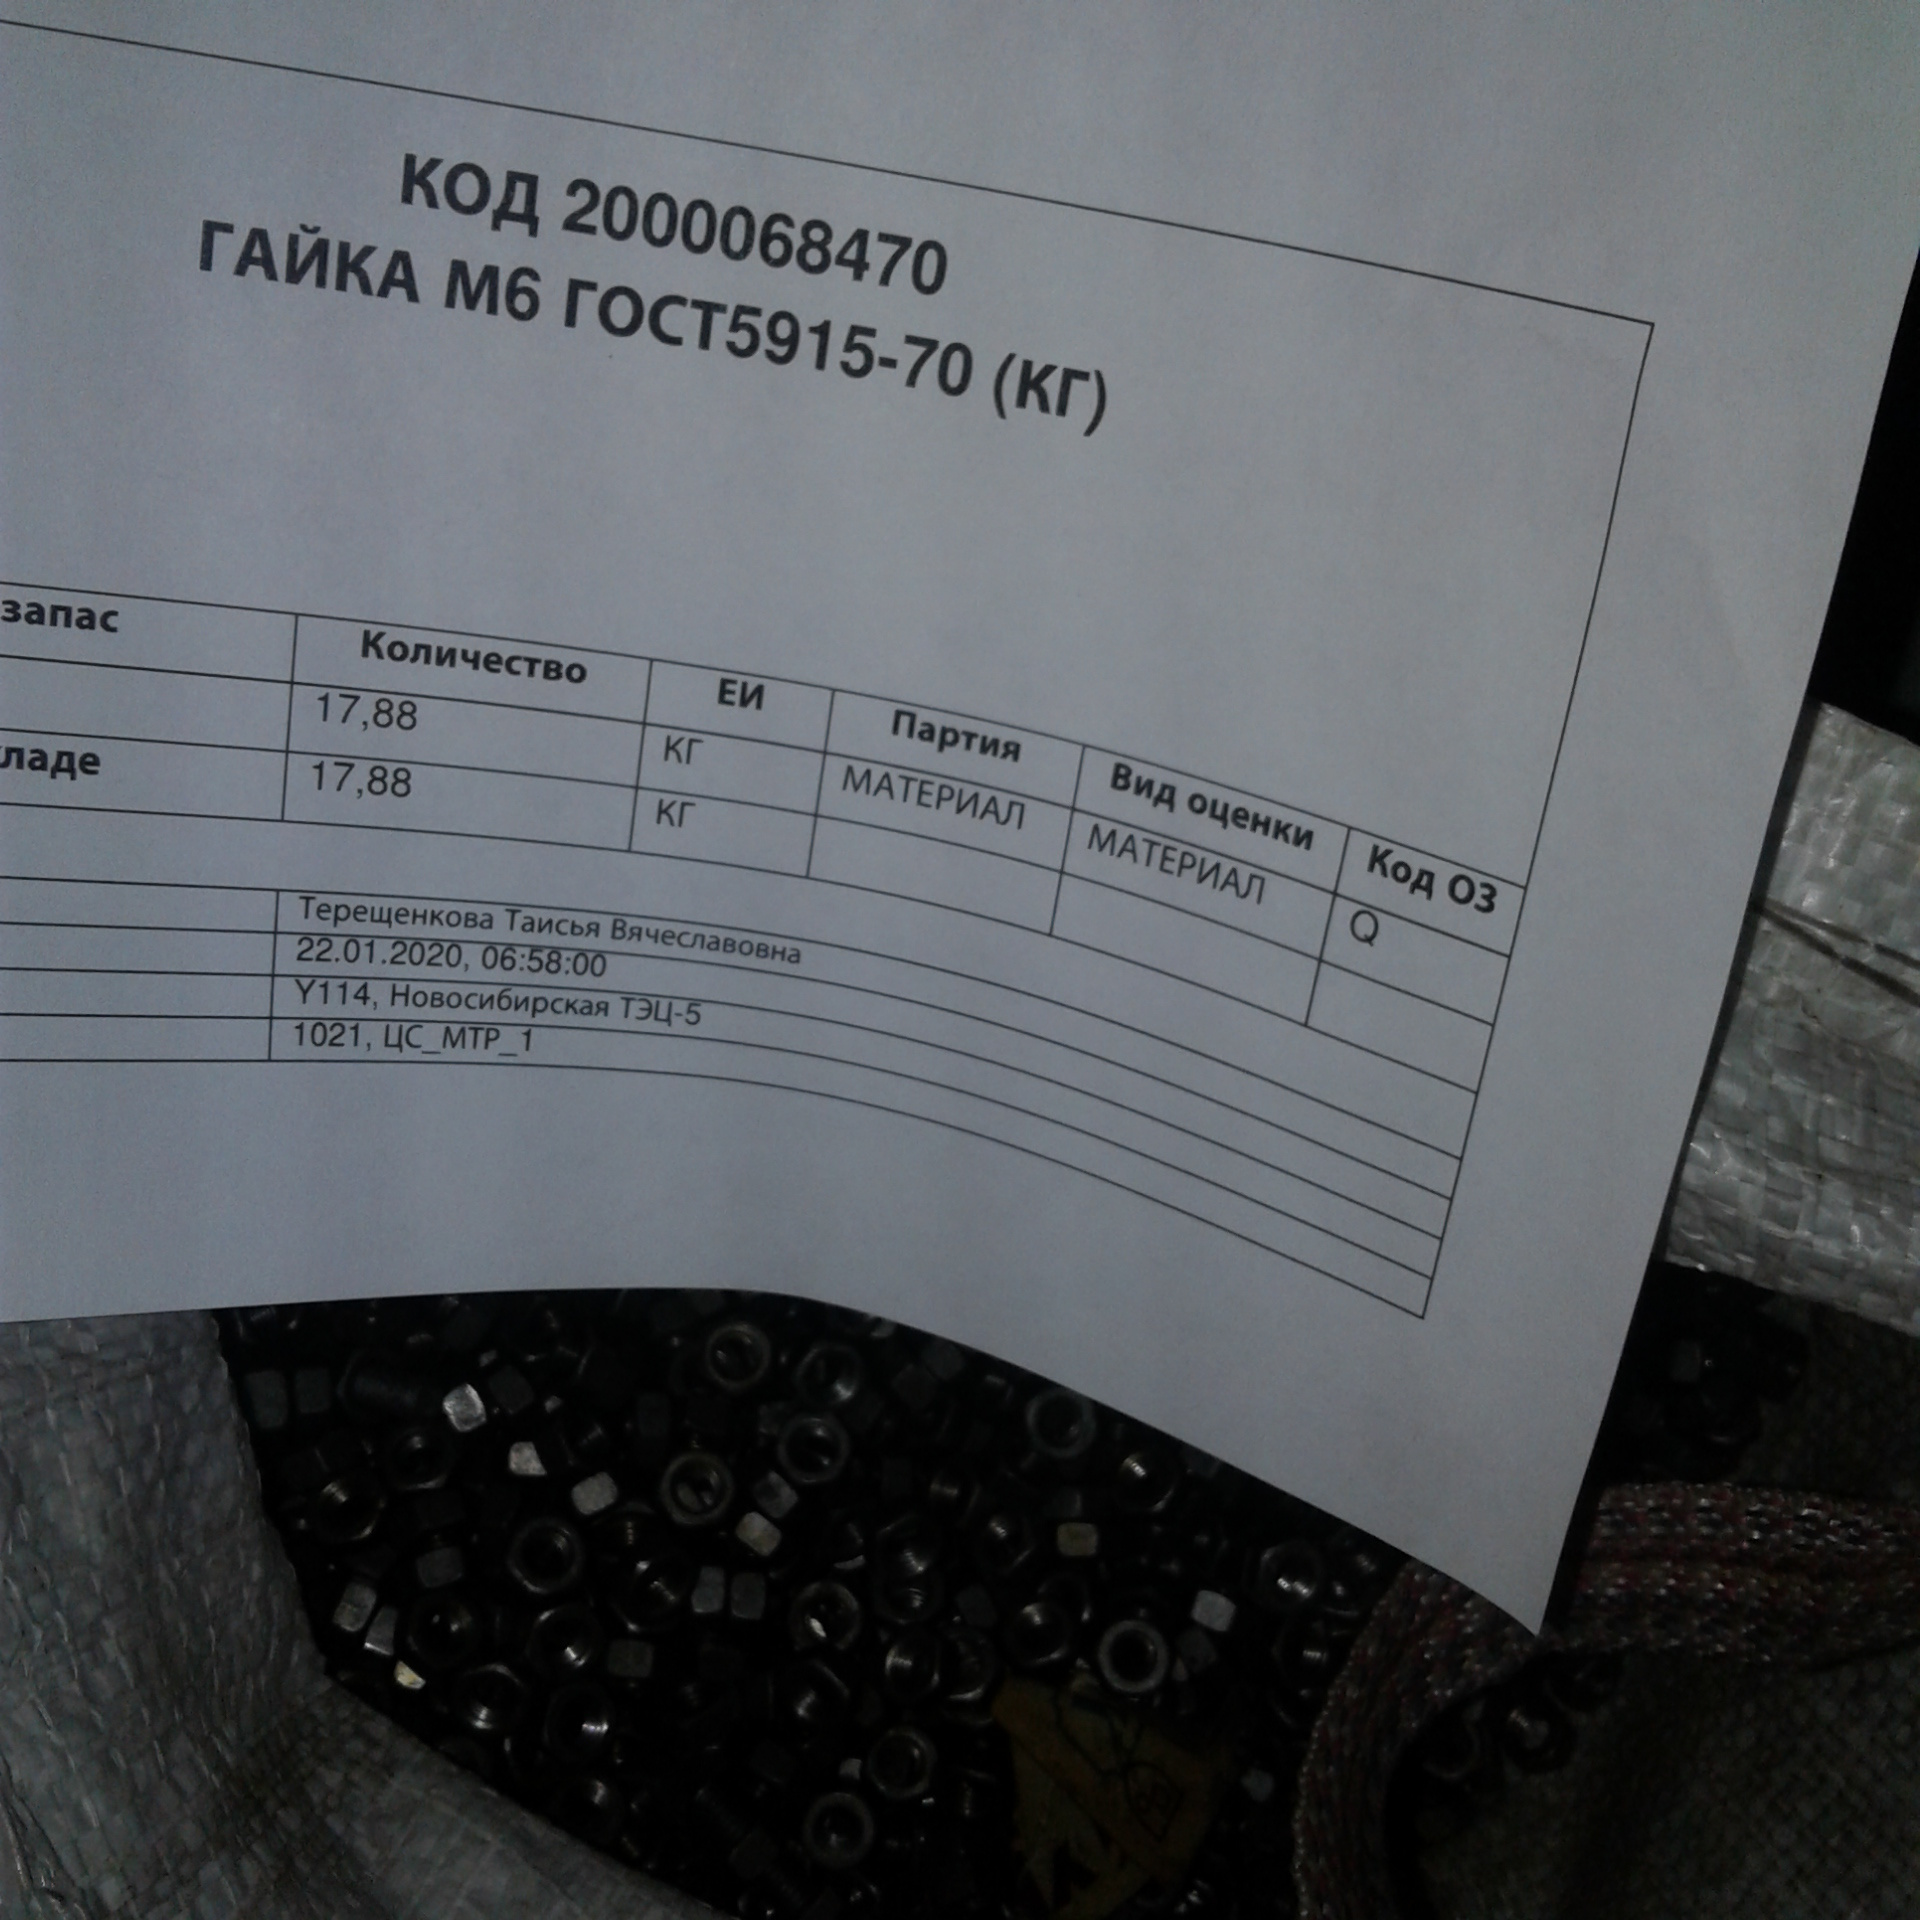 КОД 2000068470
ГАЙКА М6 ГОСТ5915-70 (КГ)
запас Количество ЕИ Партия Вид оценки Код ОЗ
17,88 КГ МАТЕРИАЛ МАТЕРИАЛ Q
ладе 17,88 КГ
Терещенкова Таисья Вячеславовна
22.01.2020, 06:58:00
Y114, Новосибирская ТЭЦ-5
1021, ЦС_МТР_1